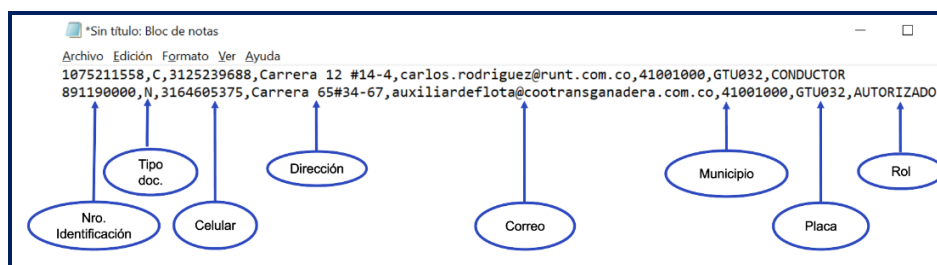 *Sin título: Bloc de notas
Archivo Edición Formato Ver Ayuda
1075211558,C,3125239688,Carrera 12 #14-4,carlos.rodriguez@runt.com.co,41001000,GTU032,CONDUCTOR
891190000,N,3164605375,Carrera 65#34-67,auxiliardeflota@cootransganadera.com.co,41001000,GTU032,AUTORIZADO
Tipo
doc.
Dirección
Municipio
Rol
Nro.
Identificación
Celular
Correo
Placa